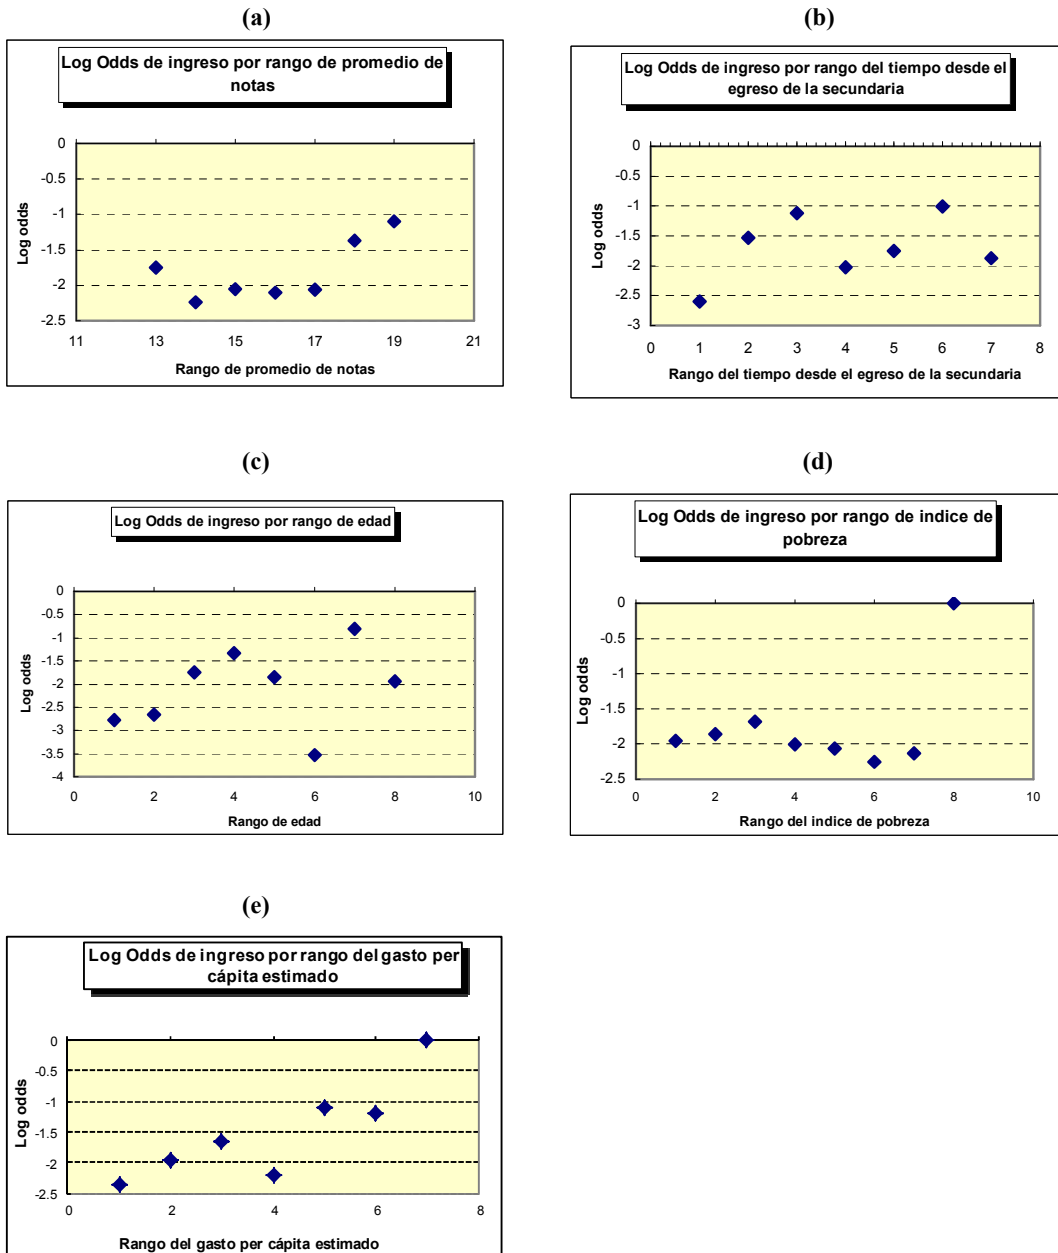 (a)
Log Odds de ingreso por rango de promedio de
notas
0
-0.5
-1
-1.5
-2
-2.5
11 13 15 17 19 21
Log odds
Rango de promedio de notas
(b)
Log Odds de ingreso por rango del tiempo desde el
egreso de la secundaria
0
-0.5
-1
-1.5
-2
-2.5
-3
0 1 2 3 4 5 6 7 8
Log odds
Rango del tiempo desde el egreso de la secundaria
(c)
Log Odds de ingreso por rango de edad
0
-0.5
-1
-1.5
-2
-2.5
-3
-3.5
-4
0 2 4 6 8 10
Log odds
Rango de edad
(d)
Log Odds de ingreso por rango de indice de
pobreza
0
-0.5
-1
-1.5
-2
-2.5
0 2 4 6 8 10
Log odds
Rango del indice de pobreza
(e)
Log Odds de ingreso por rango del gasto per
cápita estimado
0
-0.5
-1
-1.5
-2
-2.5
0 2 4 6 8
Log odds
Rango del gasto per cápita estimado